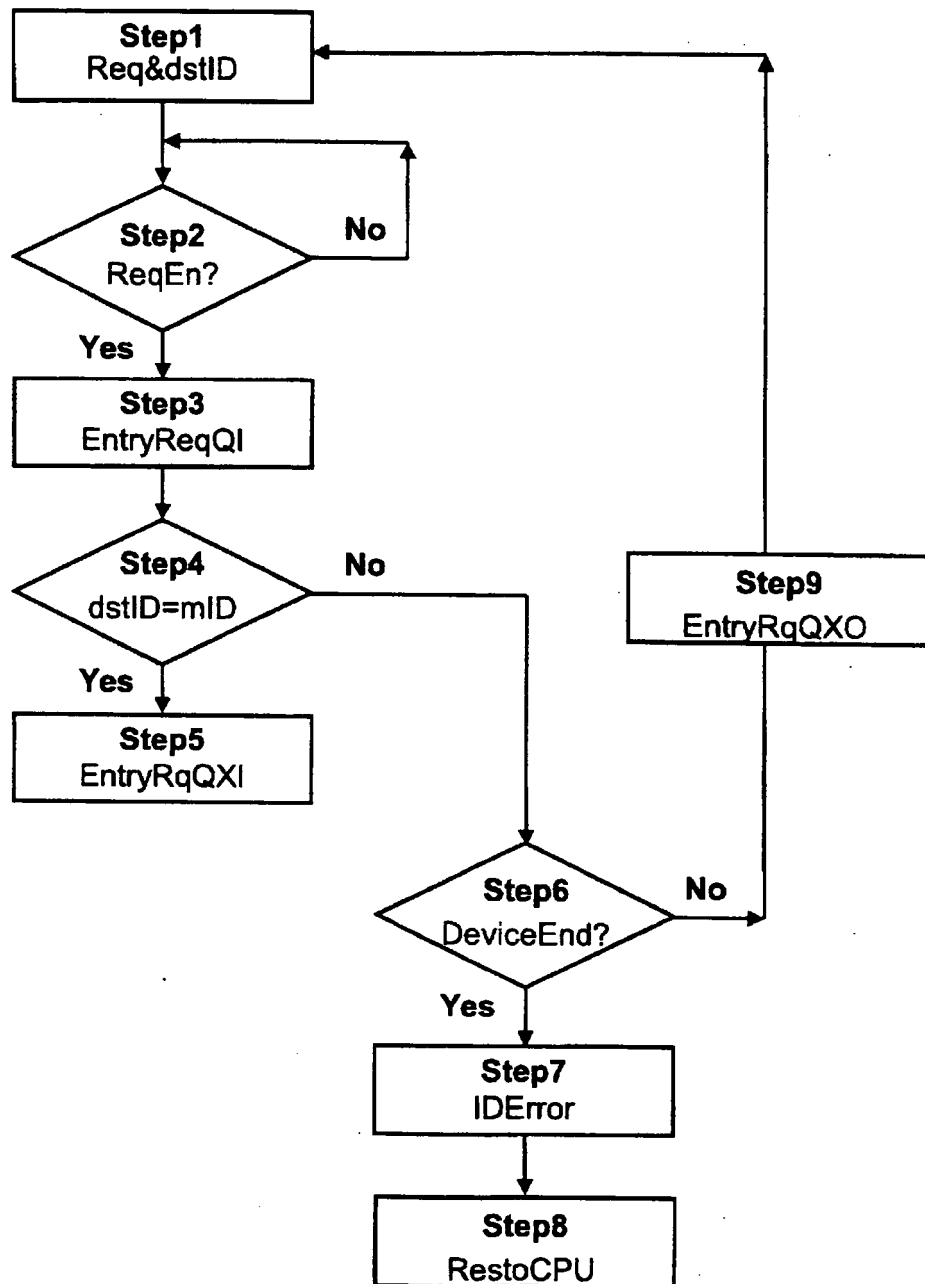 Step1
Req&dstID
Step2
ReqEn?
No
Yes
Step3
EntryReqQI
Step4
dstID=mID
No
Yes
Step5
EntryRqQXI
Step9
EntryRqQXO
Step6
DeviceEnd?
No
Yes
Step7
IDError
Step8
RestoCPU